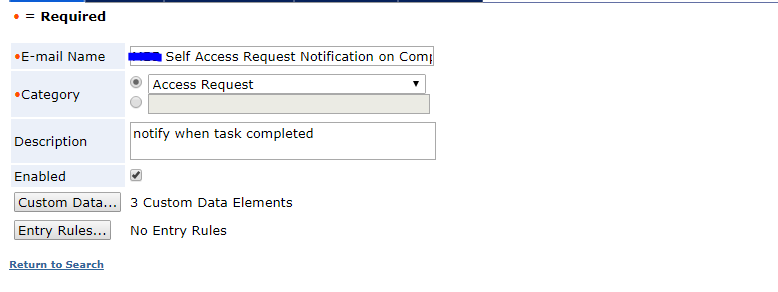 • = Required
•E-mail Name Self Access Request Notification on Comp
•Category Access Request
Description notify when task completed
Enabled
Custom Data... 3 Custom Data Elements
Entry Rules... No Entry Rules
Return to Search